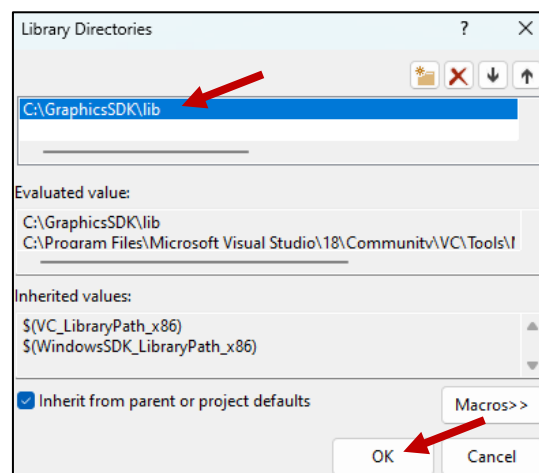 Library Directories
C:\GraphicsSDK\lib
Evaluated value:
C:\GraphicsSDK\lib
C:\Program Files\Microsoft Visual Studio\18\Community\VC\Tools\
Inherited values:
$(VC_LibraryPath_x86)
$(WindowsSDK_LibraryPath_x86)
Inherit from parent or project defaults
Macros>>
OK Cancel